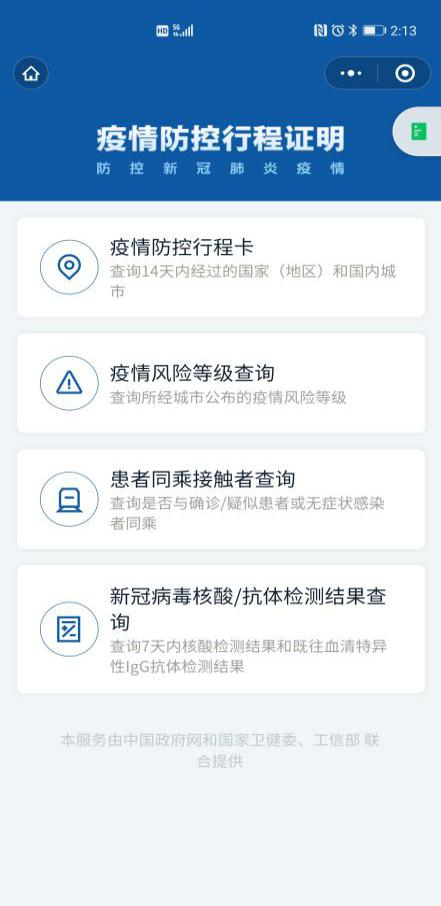 HD 5G 4G 2:13
疫情防控行程证明
防控新冠肺炎疫情
疫情防控行程卡
查询14天内经过的国家（地区）和国内城
市
疫情风险等级查询
查询所经城市公布的疫情风险等级
患者同乘接触者查询
查询是否与确诊/疑似患者或无症状感染
者同乘
新冠病毒核酸/抗体检测结果查
询
查询7天内核酸检测结果和既往血清特异
性IgG抗体检测结果
本服务由中国政府网和国家卫健委、工信部 联
合提供